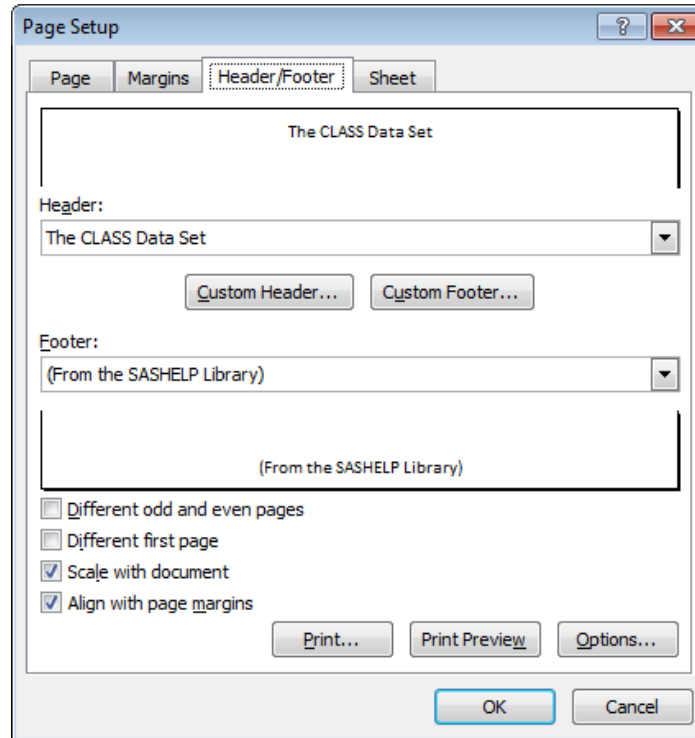 Page Setup
Page Margins Header/Footer Sheet
The CLASS Data Set
Header:
The CLASS Data Set
Custom Header... Custom Footer...
Footer:
(From the SASHELP Library)
(From the SASHELP Library)
Different odd and even pages
Different first page
Scale with document
Align with page margins
Print... Print Preview Options...
OK Cancel